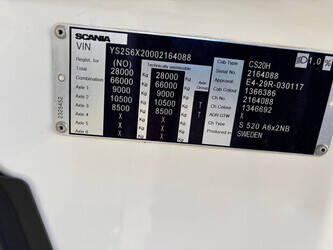 SCANIA
VIN YS2S6X20002164088
Regist. for (NO) Technically permissible Cab Type CS20H
Total 28000 Kg 28000 Kg Serial No. 2164088
Combination 66000 Kg 66000 Kg E4-29R-030117
Axle 1 9000 Kg 9000 Kg Cab Colour 1366386
Axle 2 10500 Kg 10500 Kg T Ch No. 2164088
Axle 3 8500 Kg 8500 Kg T Ch Colour 1346692
Axle 4 X Kg X Kg ADR GTW X
Axle 5 X Kg X Kg Ch Type S 520 A6x2NB
Axle 6 X Kg X Kg Produced in SWEDEN
2325452
1,0 %